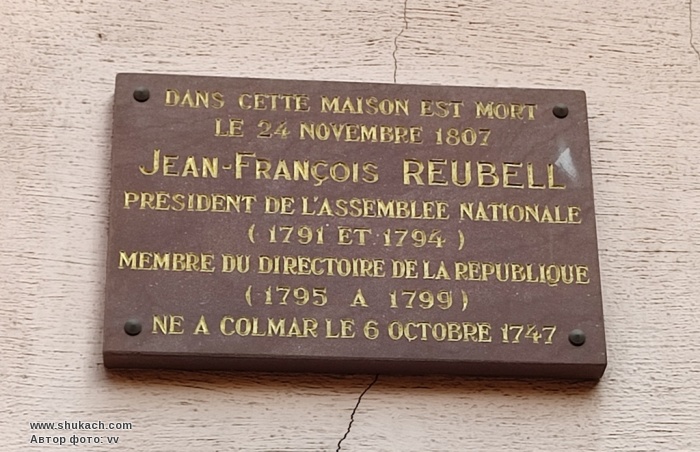 DANS CETTE MAISON EST MORT
LE 24 NOVEMBRE 1807
JEAN-FRANÇOIS REUBELL
PRÉSIDENT DE L'ASSEMBLÉE NATIONALE
( 1791 ET 1794 )
MEMBRE DU DIRECTOIRE DE LA RÉPUBLIQUE
( 1795 A 1799 )
NE A COLMAR LE 6 OCTOBRE 1747
www.shukach.com
Автор фото: vv